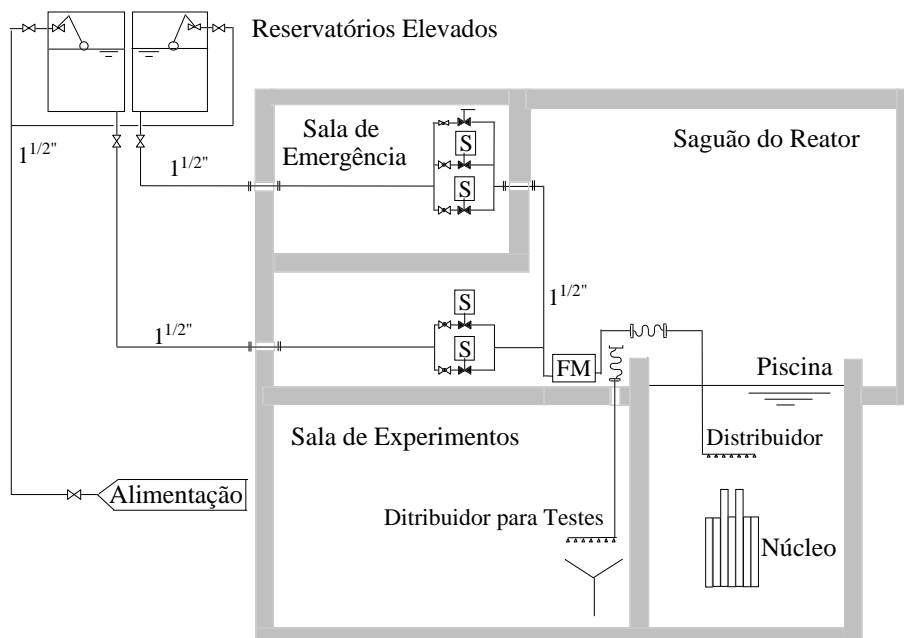 Reservatórios Elevados
Sala de
Emergência
Saguão do Reator
S
S
1 1/2"
1 1/2"
1 1/2"
1 1/2"
S
S
FM
Piscina
Sala de Experimentos
Distribuidor
Alimentação
Ditribuidor para Testes
Núcleo